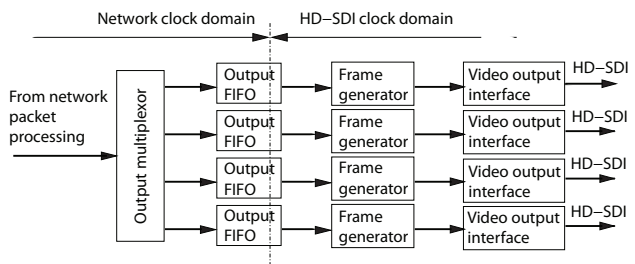 Network clock domain
HD−SDI clock domain
From network
packet
processing
Output multiplexor
Output
FIFO
Frame
generator
Video output
interface
HD−SDI
Output
FIFO
Frame
generator
Video output
interface
HD−SDI
Output
FIFO
Frame
generator
Video output
interface
HD−SDI
Output
FIFO
Frame
generator
Video output
interface
HD−SDI